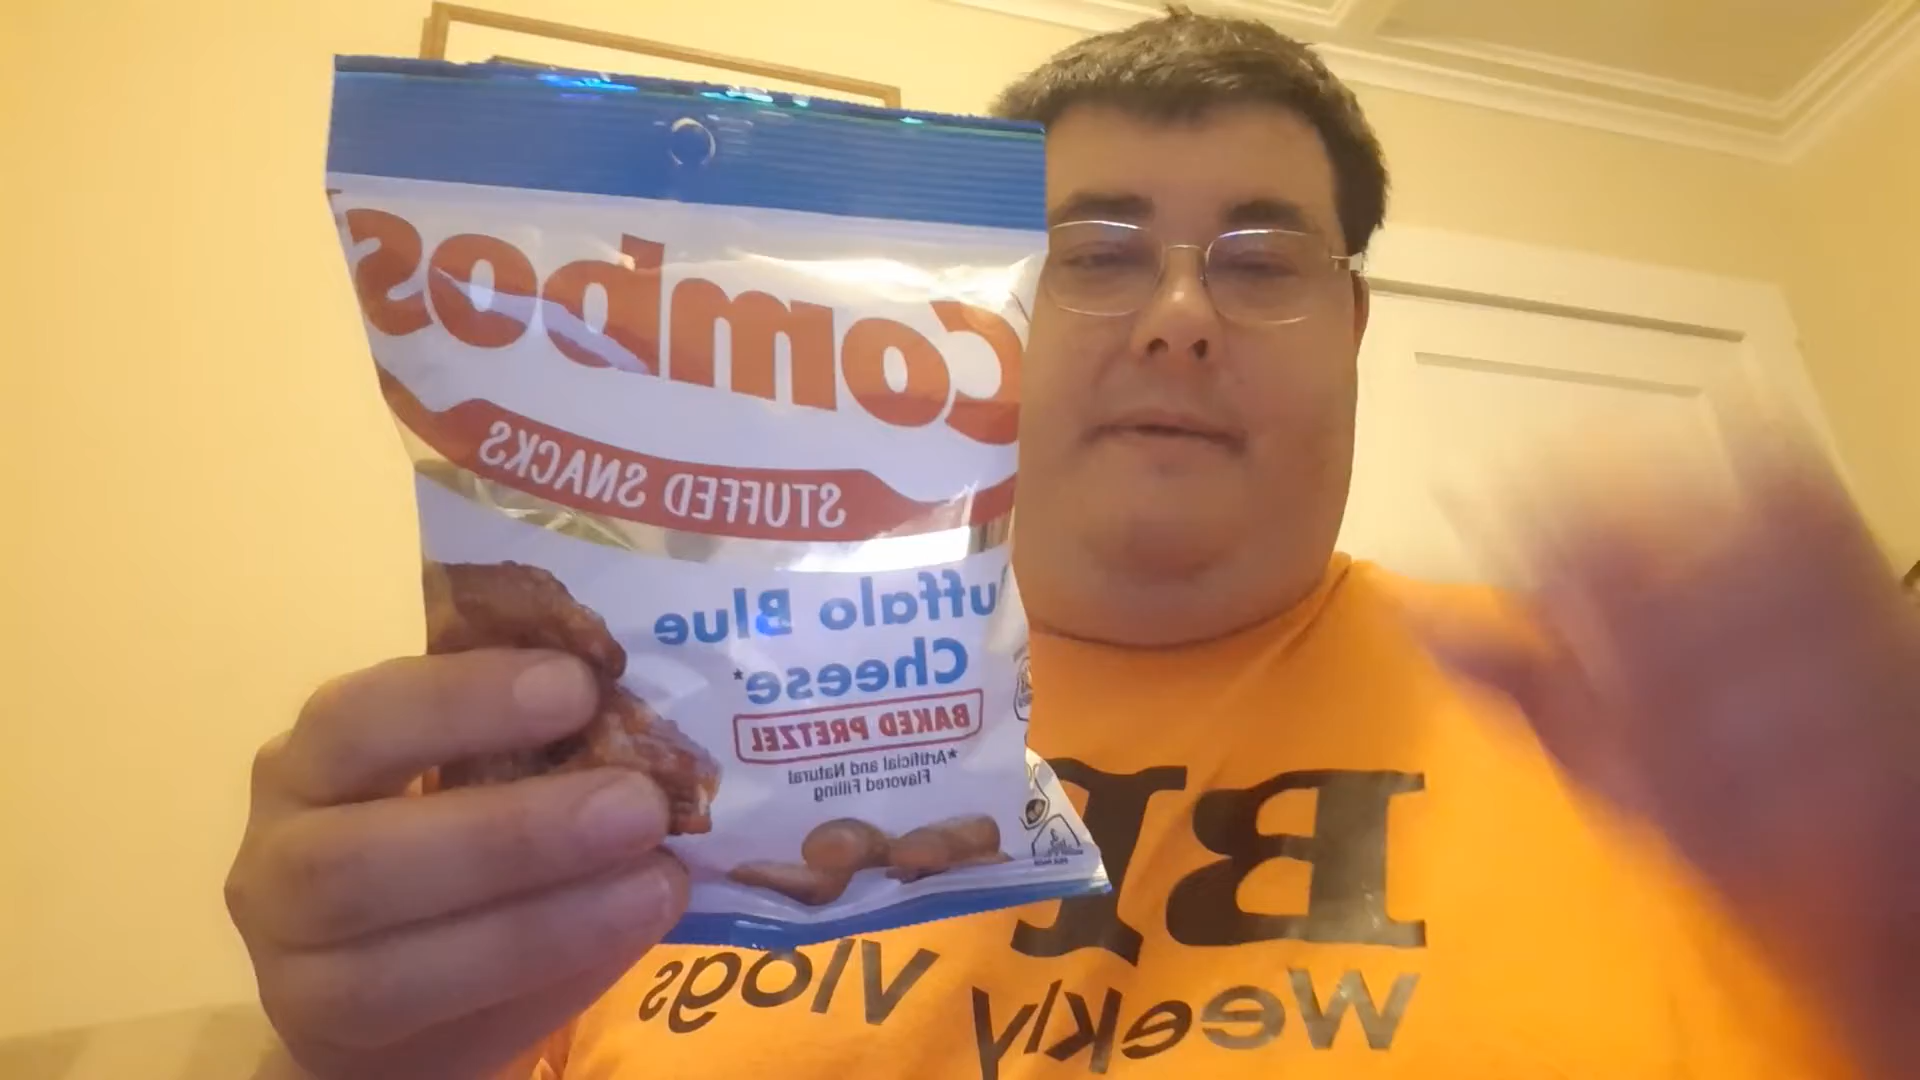 Combos
STUFFED SNACKS
uffalo Blue
Cheese*
BAKED PRETZEL
*Artificial and Natural
Flavored Filling
Weekly Vlogs